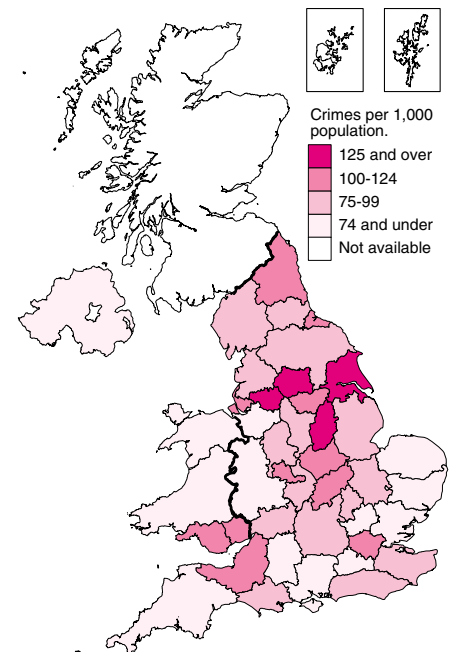 Crimes per 1,000
population.
125 and over
100-124
75-99
74 and under
Not available